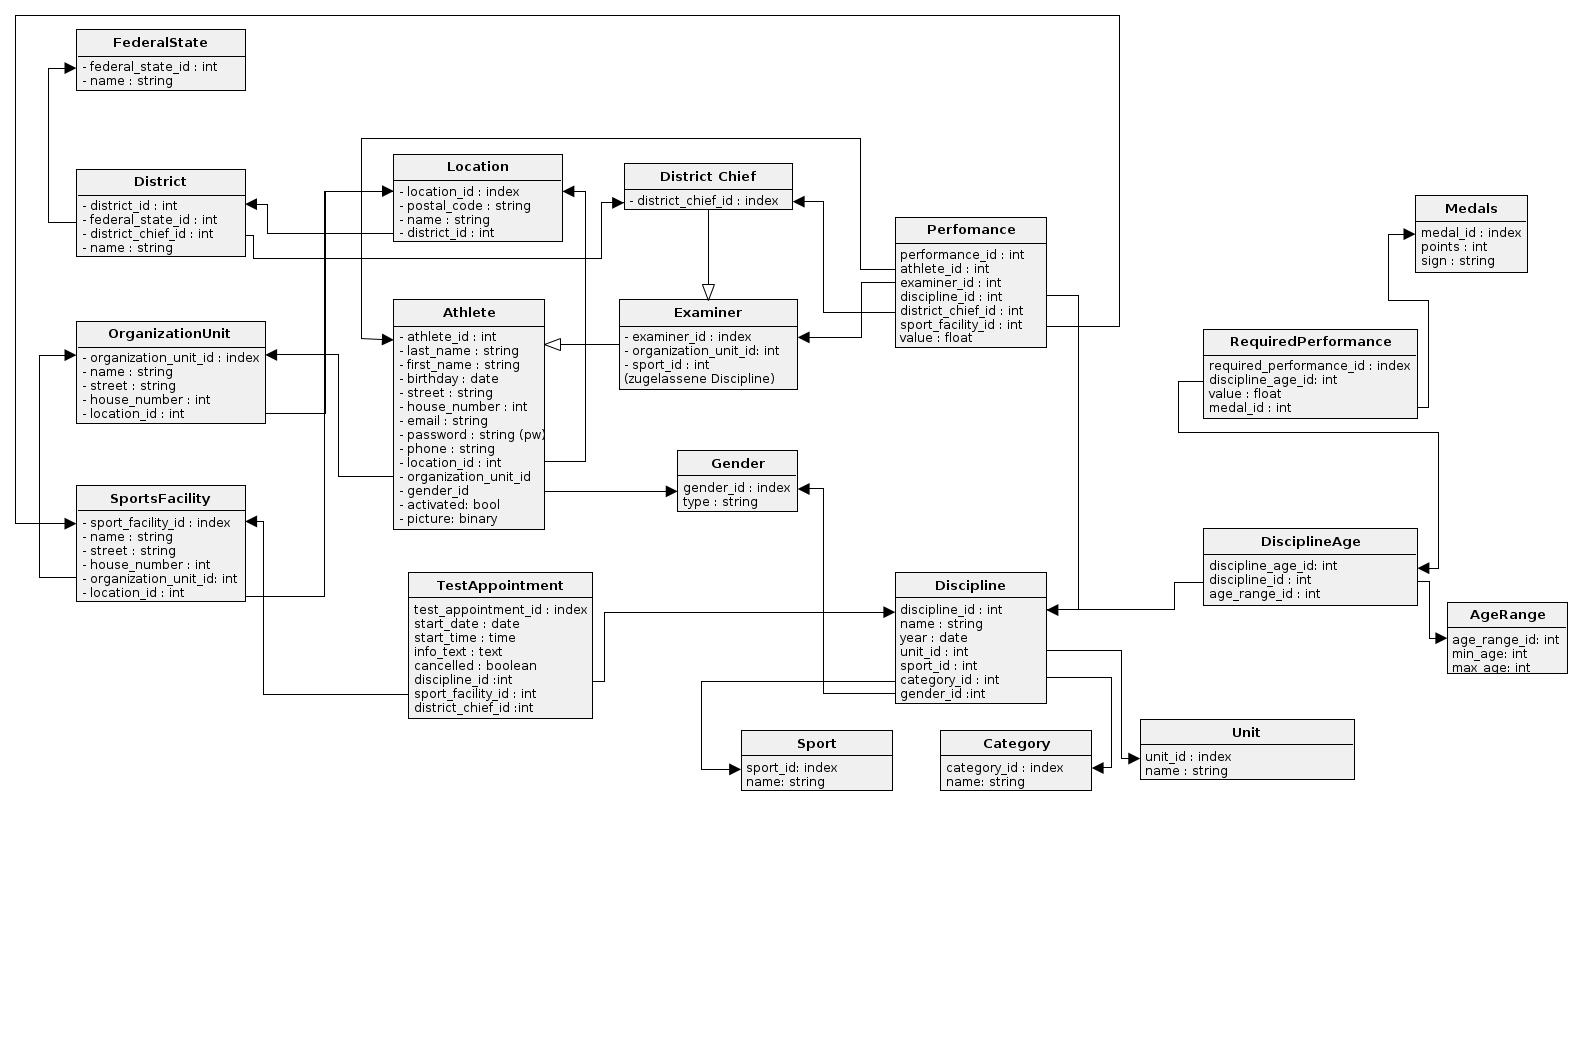 FederalState
- federal_state_id : int
- name : string
District
- district_id : int
- federal_state_id : int
- district_chief_id : int
- name : string
Location
- location_id : index
- postal_code : string
- name : string
- district_id : int
District Chief
- district_chief_id : index
Perfomance
performance_id : int
athlete_id : int
examiner_id : int
discipline_id : int
district_chief_id : int
sport_facility_id : int
value : float
Medals
medal_id : index
points : int
sign : string
OrganizationUnit
- organization_unit_id : index
- name : string
- street : string
- house_number : int
- location_id : int
Athlete
- athlete_id : int
- last_name : string
- first_name : string
- birthday : date
- street : string
- house_number : int
- email : string
- password : string (pw)
- phone : string
- location_id : int
- organization_unit_id
- gender_id
- activated: bool
- picture: binary
Examiner
- examiner_id : index
- organization_unit_id: int
- sport_id : int
(zugelassene Discipline)
RequiredPerformance
required_performance_id : index
discipline_age_id: int
value : float
medal_id : int
Gender
gender_id : index
type : string
SportsFacility
- sport_facility_id : index
- name : string
- street : string
- house_number : int
- organization_unit_id: int
- location_id : int
TestAppointment
test_appointment_id : index
start_date : date
start_time : time
info_text : text
cancelled : boolean
discipline_id :int
sport_facility_id : int
district_chief_id :int
Discipline
discipline_id : int
name : string
year : date
unit_id : int
sport_id : int
category_id : int
gender_id :int
DisciplineAge
discipline_age_id: int
discipline_id : int
age_range_id : int
AgeRange
age_range_id: int
min_age: int
max_age: int
Sport
sport_id: index
name: string
Category
category_id : index
name: string
Unit
unit_id : index
name : string